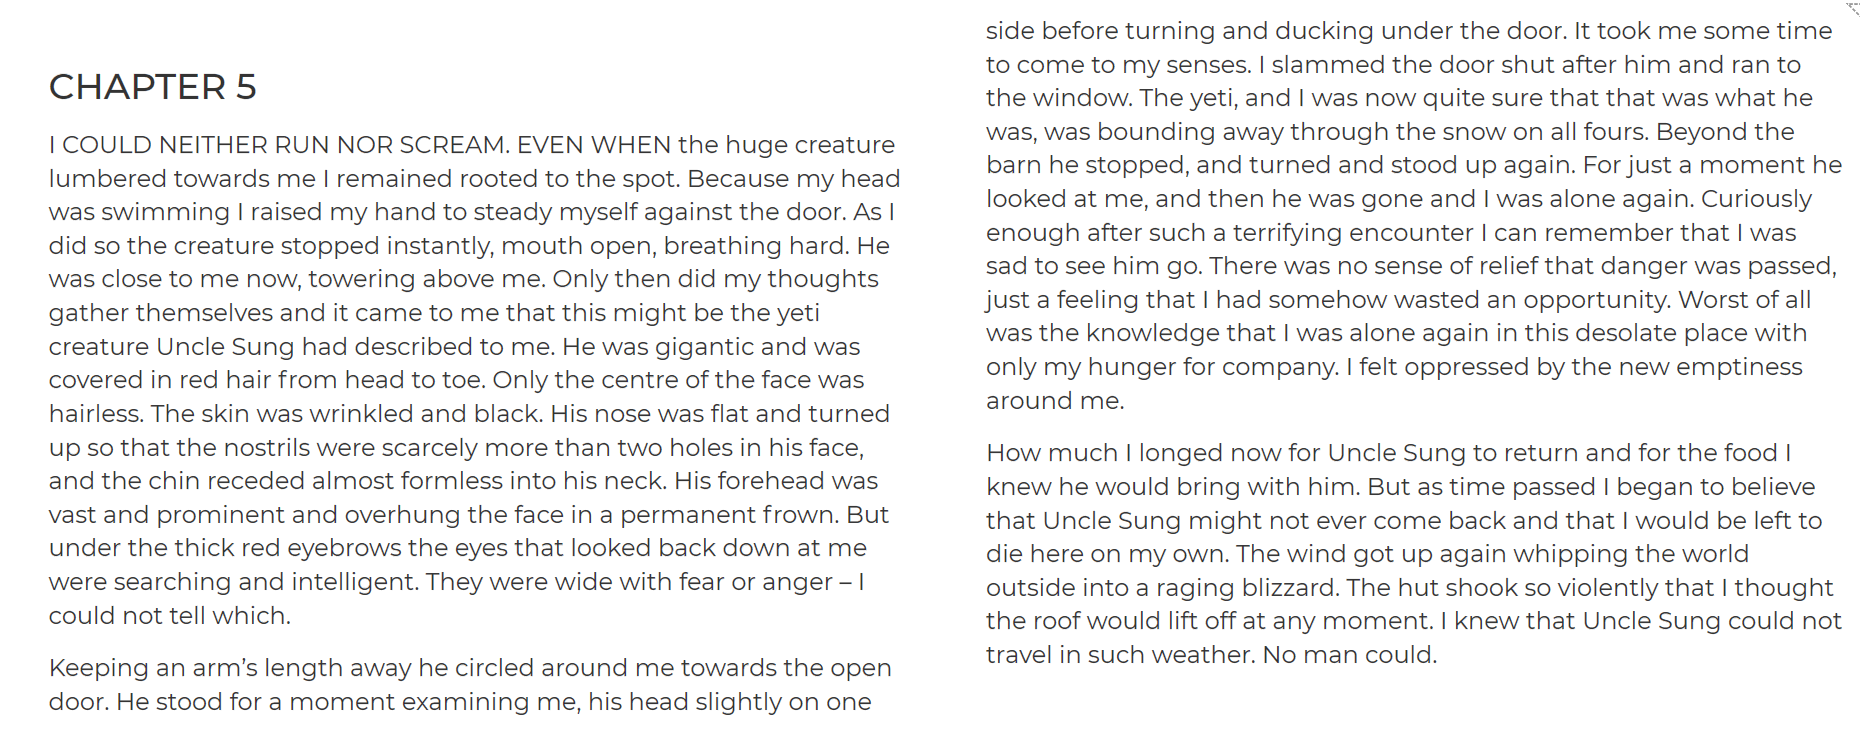 CHAPTER 5
I COULD NEITHER RUN NOR SCREAM. EVEN WHEN the huge creature
lumbered towards me I remained rooted to the spot. Because my head
was swimming I raised my hand to steady myself against the door. As I
did so the creature stopped instantly, mouth open, breathing hard. He
was close to me now, towering above me. Only then did my thoughts
gather themselves and it came to me that this might be the yeti
creature Uncle Sung had described to me. He was gigantic and was
covered in red hair from head to toe. Only the centre of the face was
hairless. The skin was wrinkled and black. His nose was flat and turned
up so that the nostrils were scarcely more than two holes in his face,
and the chin receded almost formless into his neck. His forehead was
vast and prominent and overhung the face in a permanent frown. But
under the thick red eyebrows the eyes that looked back down at me
were searching and intelligent. They were wide with fear or anger – I
could not tell which.
Keeping an arm’s length away he circled around me towards the open
door. He stood for a moment examining me, his head slightly on one
side before turning and ducking under the door. It took me some time
to come to my senses. I slammed the door shut after him and ran to
the window. The yeti, and I was now quite sure that that was what he
was, was bounding away through the snow on all fours. Beyond the
barn he stopped, and turned and stood up again. For just a moment he
looked at me, and then he was gone and I was alone again. Curiously
enough after such a terrifying encounter I can remember that I was
sad to see him go. There was no sense of relief that danger was passed,
just a feeling that I had somehow wasted an opportunity. Worst of all
was the knowledge that I was alone again in this desolate place with
only my hunger for company. I felt oppressed by the new emptiness
around me.
How much I longed now for Uncle Sung to return and for the food I
knew he would bring with him. But as time passed I began to believe
that Uncle Sung might not ever come back and that I would be left to
die here on my own. The wind got up again whipping the world
outside into a raging blizzard. The hut shook so violently that I thought
the roof would lift off at any moment. I knew that Uncle Sung could not
travel in such weather. No man could.